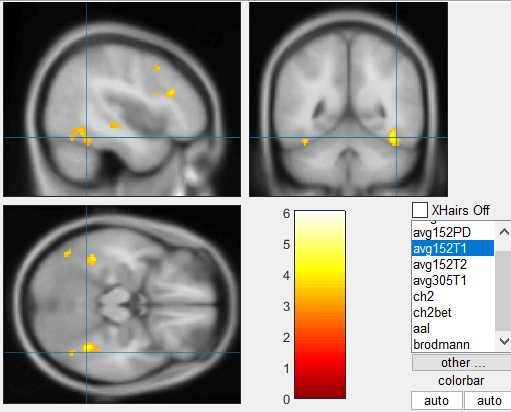 6
5
4
3
2
1
0
XHairs Off
avg152PD
avg152T1
avg152T2
avg305T1
ch2
ch2bet
aal
brodmann
other ...
colorbar
auto auto